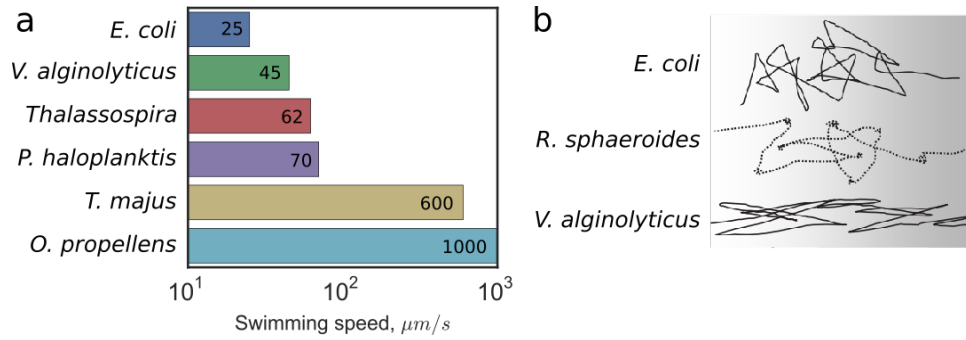 a
E. coli
25
V. alginolyticus
45
Thalassospira
62
P. haloplanktis
70
T. majus
600
O. propellens
1000
10^1
10^2
10^3
Swimming speed, μm/s
b
E. coli
R. sphaeroides
V. alginolyticus